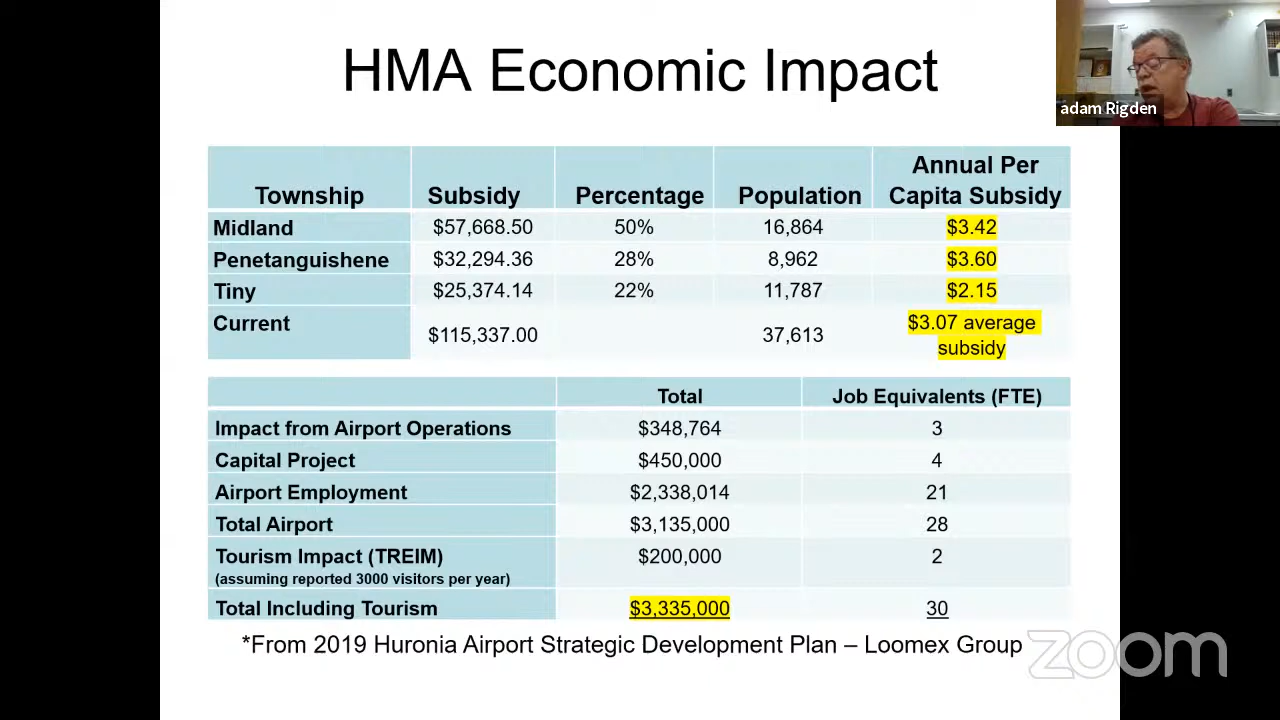 HMA Economic Impact
adam Rigden
Township Subsidy Percentage Population Annual Per Capita Subsidy
Midland $57,668.50 50% 16,864 $3.42
Penetanguishene $32,294.36 28% 8,962 $3.60
Tiny $25,374.14 22% 11,787 $2.15
Current $115,337.00 37,613 $3.07 average subsidy
Total Job Equivalents (FTE)
Impact from Airport Operations $348,764 3
Capital Project $450,000 4
Airport Employment $2,338,014 21
Total Airport $3,135,000 28
Tourism Impact (TREIM) $200,000 2
(assuming reported 3000 visitors per year)
Total Including Tourism $3,335,000 30
*From 2019 Huronia Airport Strategic Development Plan – Loomex Group
zoom